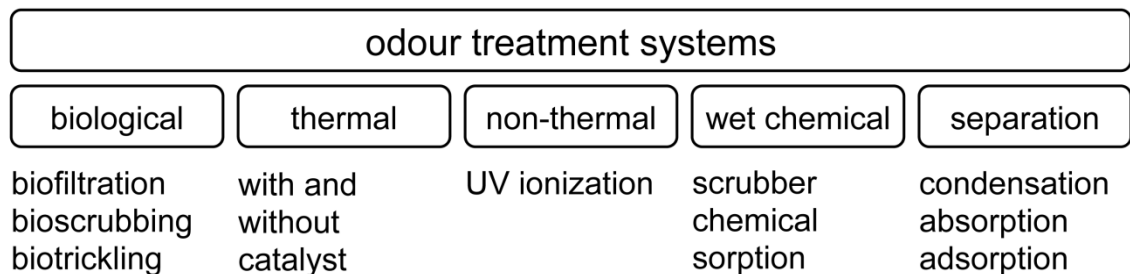 odour treatment systems
biological
thermal
non-thermal
wet chemical
separation
biofiltration
bioscrubbing
biotrickling
with and
without
catalyst
UV ionization
scrubber
chemical
sorption
condensation
absorption
adsorption